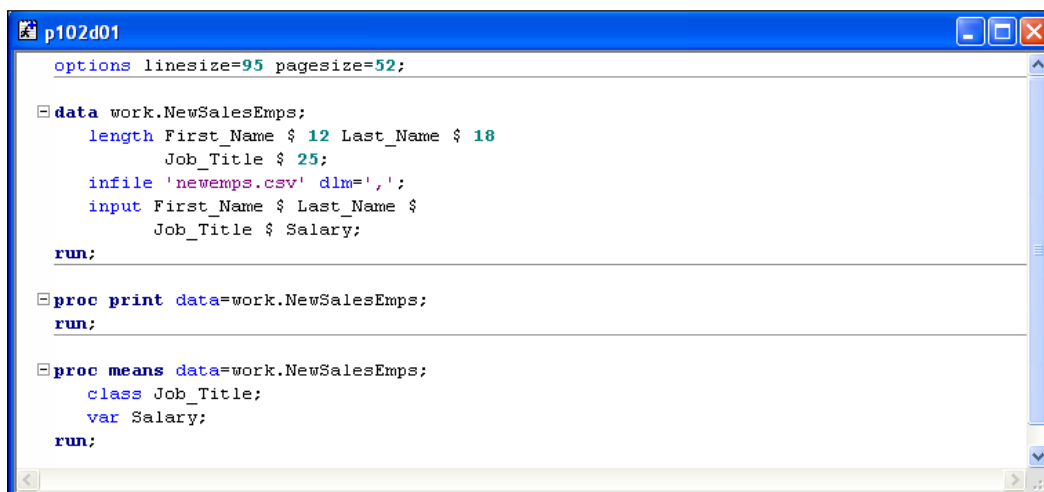 p102d01
options linesize=95 pagesize=52;
data work.NewSalesEmps;
length First_Name $ 12 Last_Name $ 18
Job_Title $ 25;
infile 'newemps.csv' dlm=',';
input First_Name $ Last_Name $
Job_Title $ Salary;
run;
proc print data=work.NewSalesEmps;
run;
proc means data=work.NewSalesEmps;
class Job_Title;
var Salary;
run;